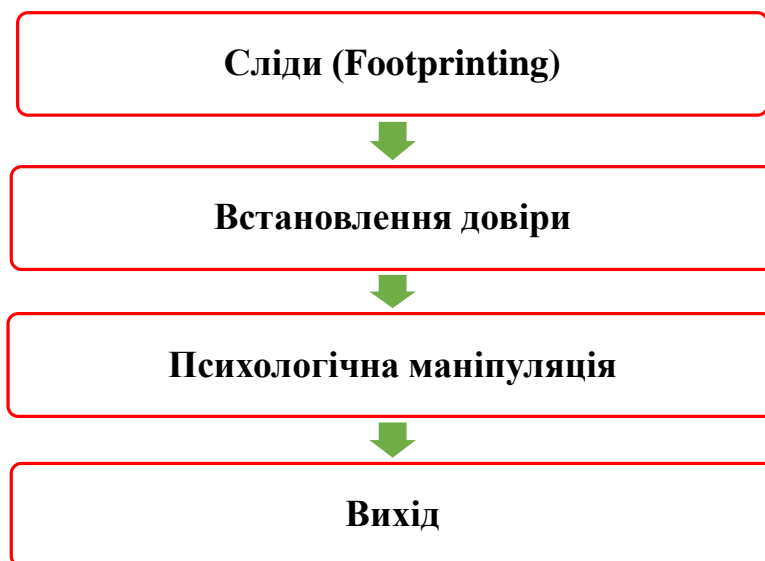 Сліди (Footprinting)
Встановлення довіри
Психологічна маніпуляція
Вихід